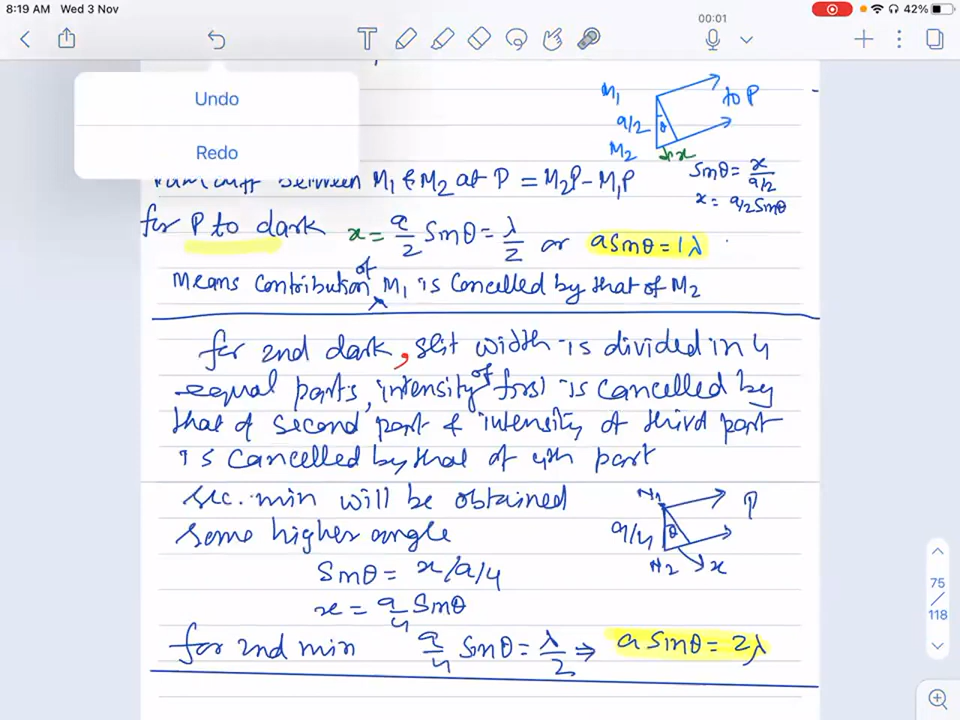 8:19 AM Wed 3 Nov
42%
00:01
T
Undo
Redo
M1
to P
a/2
θ
M2
x
between M1 & M2 at P = M2P - M1P
Sinθ = x/a/2
x = a/2 Sinθ
for P to dark x = a/2 Sinθ = λ/2 or a Sinθ = 1λ
of
Means Contribution M1 is Cancelled by that of M2
for 2nd dark, slit width is divided in 4
equal parts, intensity of first is cancelled by
that of second part & intensity of third part
is cancelled by that of 4th part
sec. min will be obtained
some higher angle
N1
P
a/4
θ
N2
x
Sinθ = x/a/4
x = a/4 Sinθ
for 2nd min a/4 Sinθ = λ/2 ⇒ a Sinθ = 2λ
75
/
118